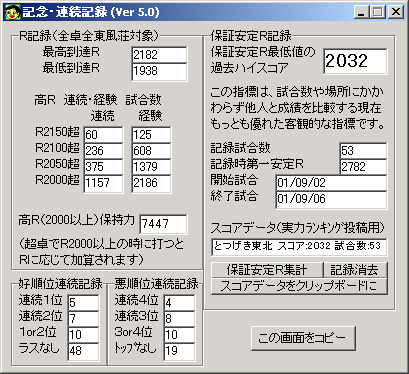 記念・連続記録 (Ver 5.0)
R記録(全卓全東風荘対象)
最高到達R 2182
最低到達R 1938
高R 連続・経験 試合数
連続 経験
R2150超 60 125
R2100超 236 608
R2050超 375 1379
R2000超 1157 2186
高R(2000以上)保持力 7447
(超卓でR2000以上の時に打つと
Rに応じて加算されます)
好順位連続記録
連続1位 5
連続2位 7
1or2位 10
ラスなし 48
悪順位連続記録
連続4位 4
連続3位 8
3or4位 10
トップなし 19
保証安定R記録
保証安定R最低値の
過去ハイスコア 2032
この指標は、試合数や場所にかか
わらず他人と成績を比較する現在
もっとも優れた客観的な指標です。
記録試合数 53
記録時第一安定R 2782
開始試合 01/09/02
終了試合 01/09/06
スコアデータ(実力ランキング投稿用)
とつげき東北 スコア:2032 試合数:53
保証安定R集計 記録消去
スコアデータをクリップボードに
この画面をコピー